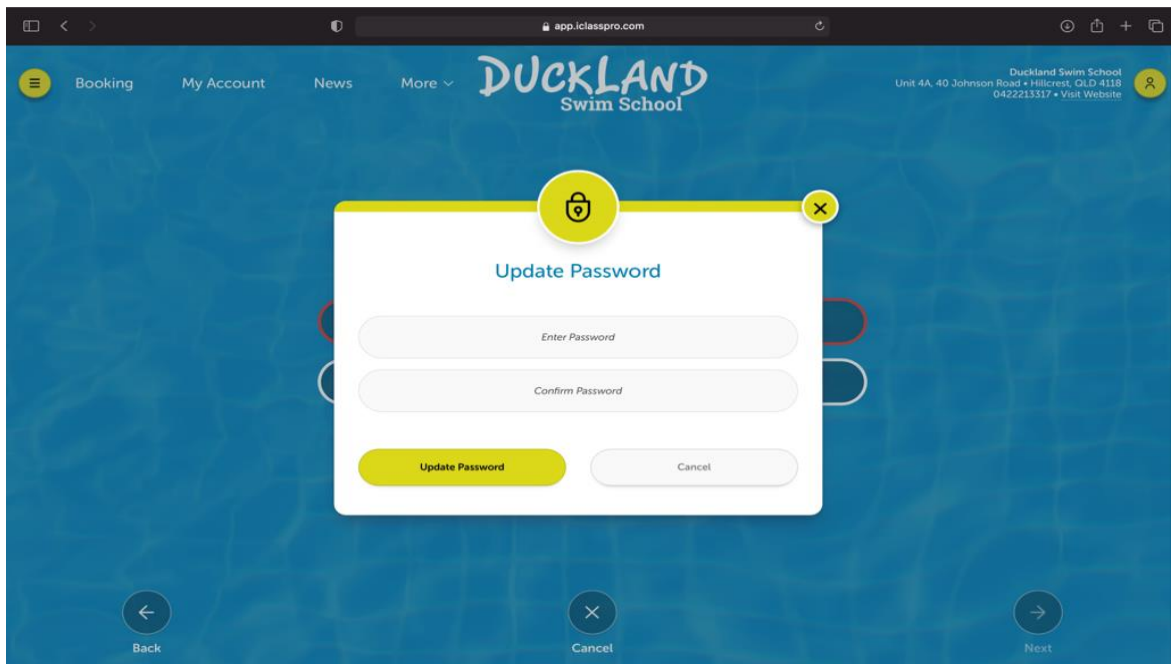 app.iclasspro.com
Booking My Account News More
DUCKLAND
Swim School
Duckland Swim School
Unit 4A, 40 Johnson Road • Hillcrest, QLD 4118
0422213317 • Visit Website
Update Password
Enter Password
Confirm Password
Update Password Cancel
Back Cancel Next